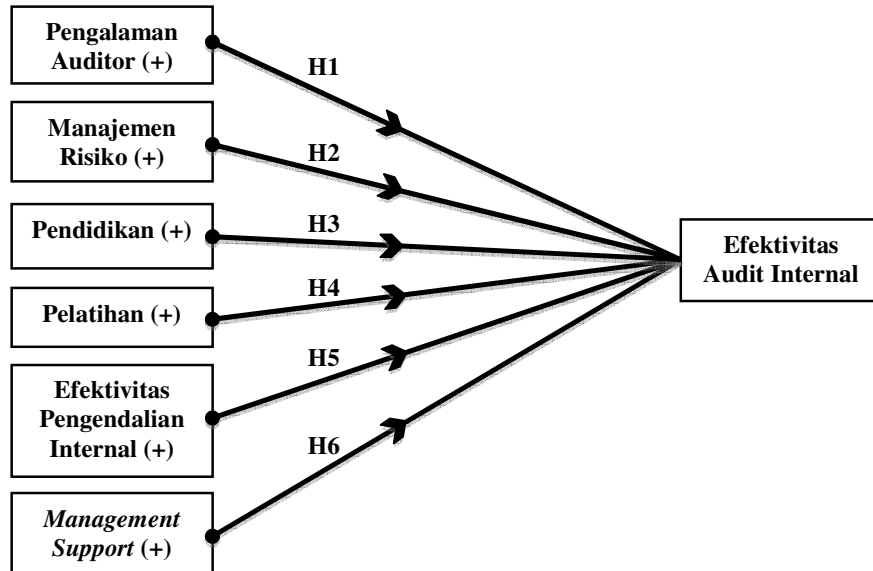 Pengalaman
Auditor (+)
H1
Manajemen
Risiko (+)
H2
Pendidikan (+)
H3
Pelatihan (+)
H4
Efektivitas
Pengendalian
Internal (+)
H5
Management
Support (+)
H6
Efektivitas
Audit Internal